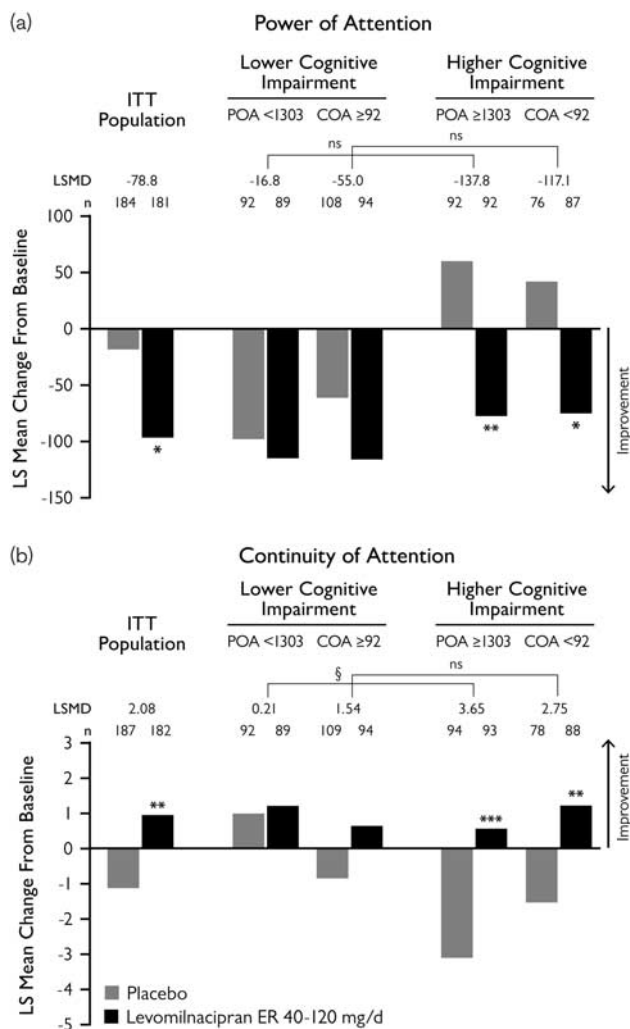 (a)
Power of Attention
Lower Cognitive Impairment
Higher Cognitive Impairment
ITT Population
POA <1303 COA ≥92
POA ≥1303 COA <92
ns
ns
LSMD -78.8 -16.8 -55.0 -137.8 -117.1
n 184 181 92 89 108 94 92 92 76 87
LS Mean Change From Baseline
100
50
0
-50
-100
-150
*
**
*
Improvement
(b)
Continuity of Attention
Lower Cognitive Impairment
Higher Cognitive Impairment
ITT Population
POA <1303 COA ≥92
POA ≥1303 COA <92
§
ns
LSMD 2.08 0.21 1.54 3.65 2.75
n 187 182 92 89 109 94 94 93 78 88
LS Mean Change From Baseline
3
2
1
0
-1
-2
-3
-4
-5
**
***
**
Improvement
Placebo
Levomilnacipran ER 40-120 mg/d